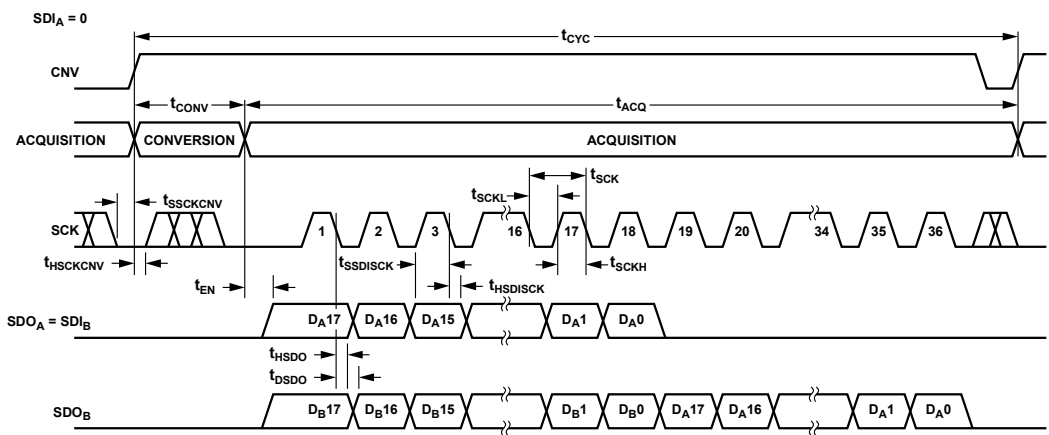 SDIA = 0
tCYC
CNV
tCONV
tACQ
ACQUISITION CONVERSION ACQUISITION
tSCK
tSSCKCNV
tSCKL
SCK
1 2 3 16 17 18 19 20 34 35 36
tHSCKCNV
tSSDISCK
tSCKH
tEN
tHSDISCK
SDOA = SDIB
DA17 DA16 DA15 DA1 DA0
tHSDO
tDSDO
SDOB
DB17 DB16 DB15 DB1 DB0 DA17 DA16 DA1 DA0